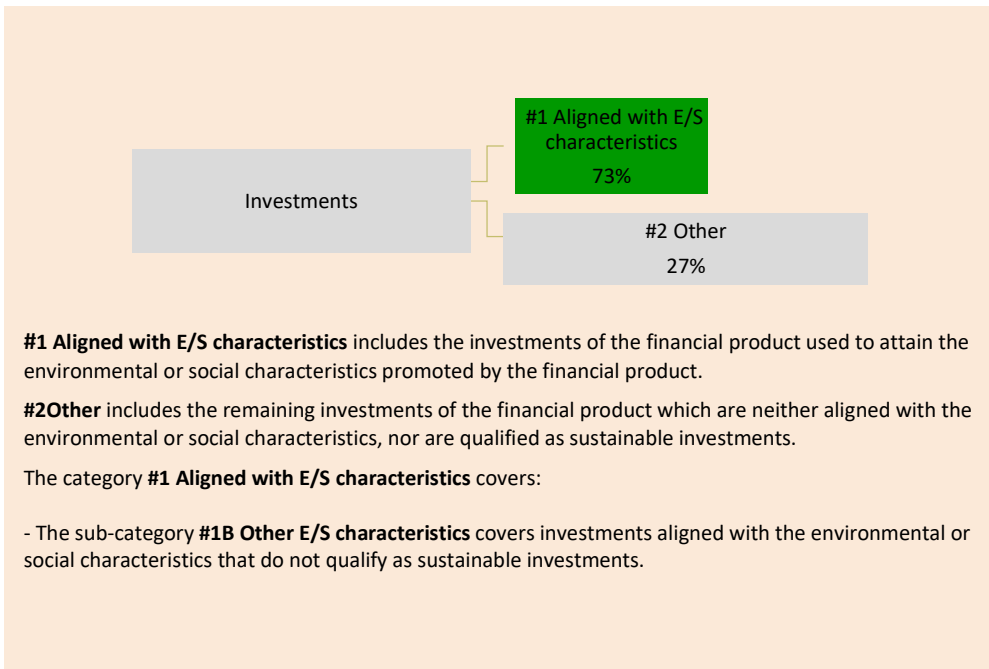 #1 Aligned with E/S
characteristics
73%
Investments
#2 Other
27%
#1 Aligned with E/S characteristics includes the investments of the financial product used to attain the
environmental or social characteristics promoted by the financial product.
#2Other includes the remaining investments of the financial product which are neither aligned with the
environmental or social characteristics, nor are qualified as sustainable investments.
The category #1 Aligned with E/S characteristics covers:
- The sub-category #1B Other E/S characteristics covers investments aligned with the environmental or
social characteristics that do not qualify as sustainable investments.